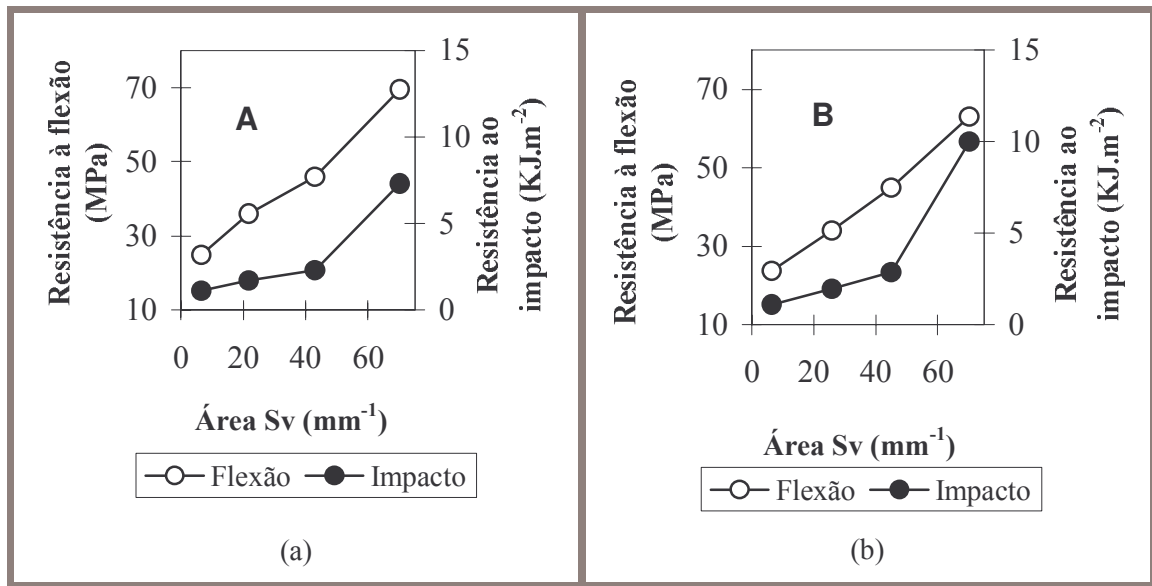 Resistência à flexão
(MPa)
70
50
30
10
A
15
10
5
0
Resistência ao
impacto (KJ.m⁻²)
0 20 40 60
Área Sv (mm⁻¹)
Flexão Impacto
(a)
Resistência à flexão
(MPa)
70
50
30
10
B
15
10
5
0
Resistência ao
impacto (KJ.m⁻²)
0 20 40 60
Área Sv (mm⁻¹)
Flexão Impacto
(b)